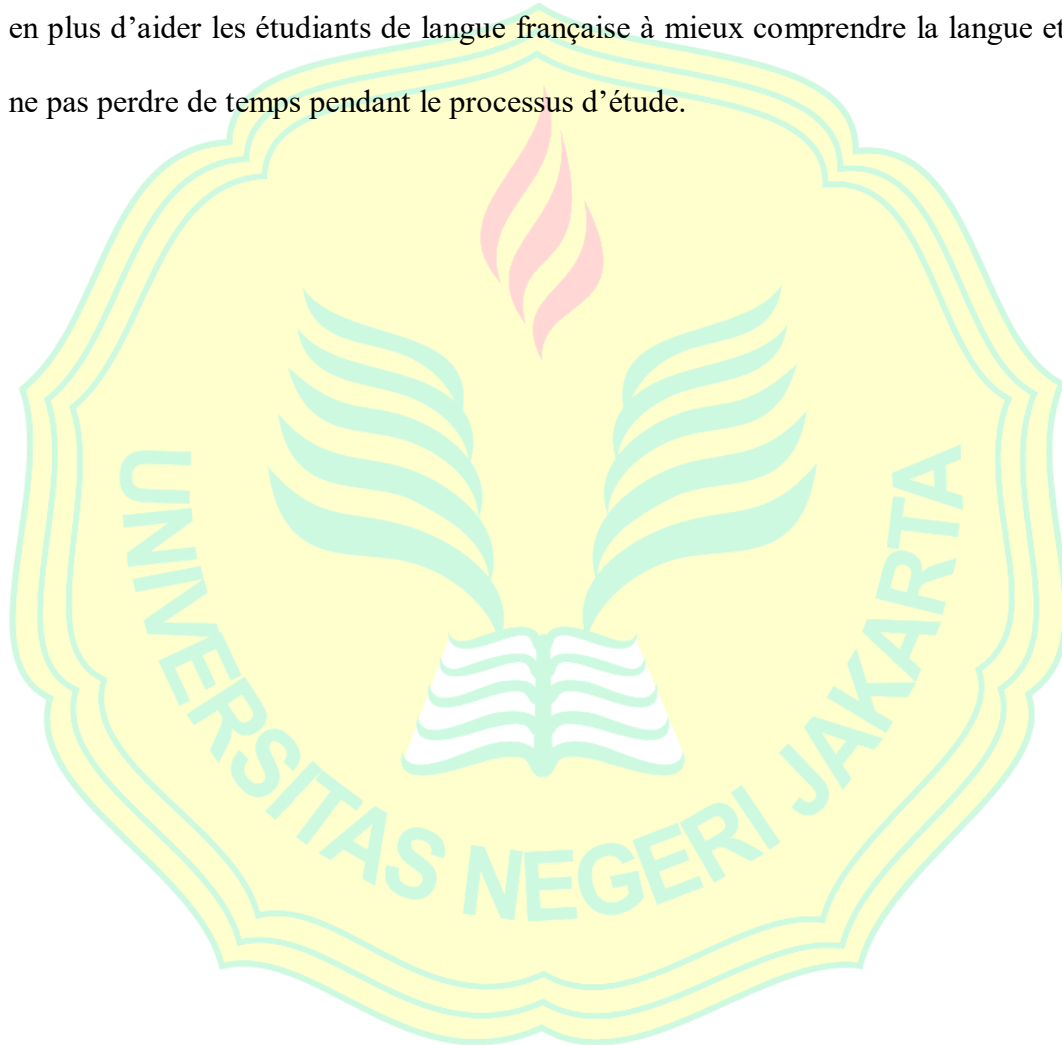 en plus d’aider les étudiants de langue française à mieux comprendre la langue et
ne pas perdre de temps pendant le processus d’étude.
UNIVERSITAS NEGERI JAKARTA